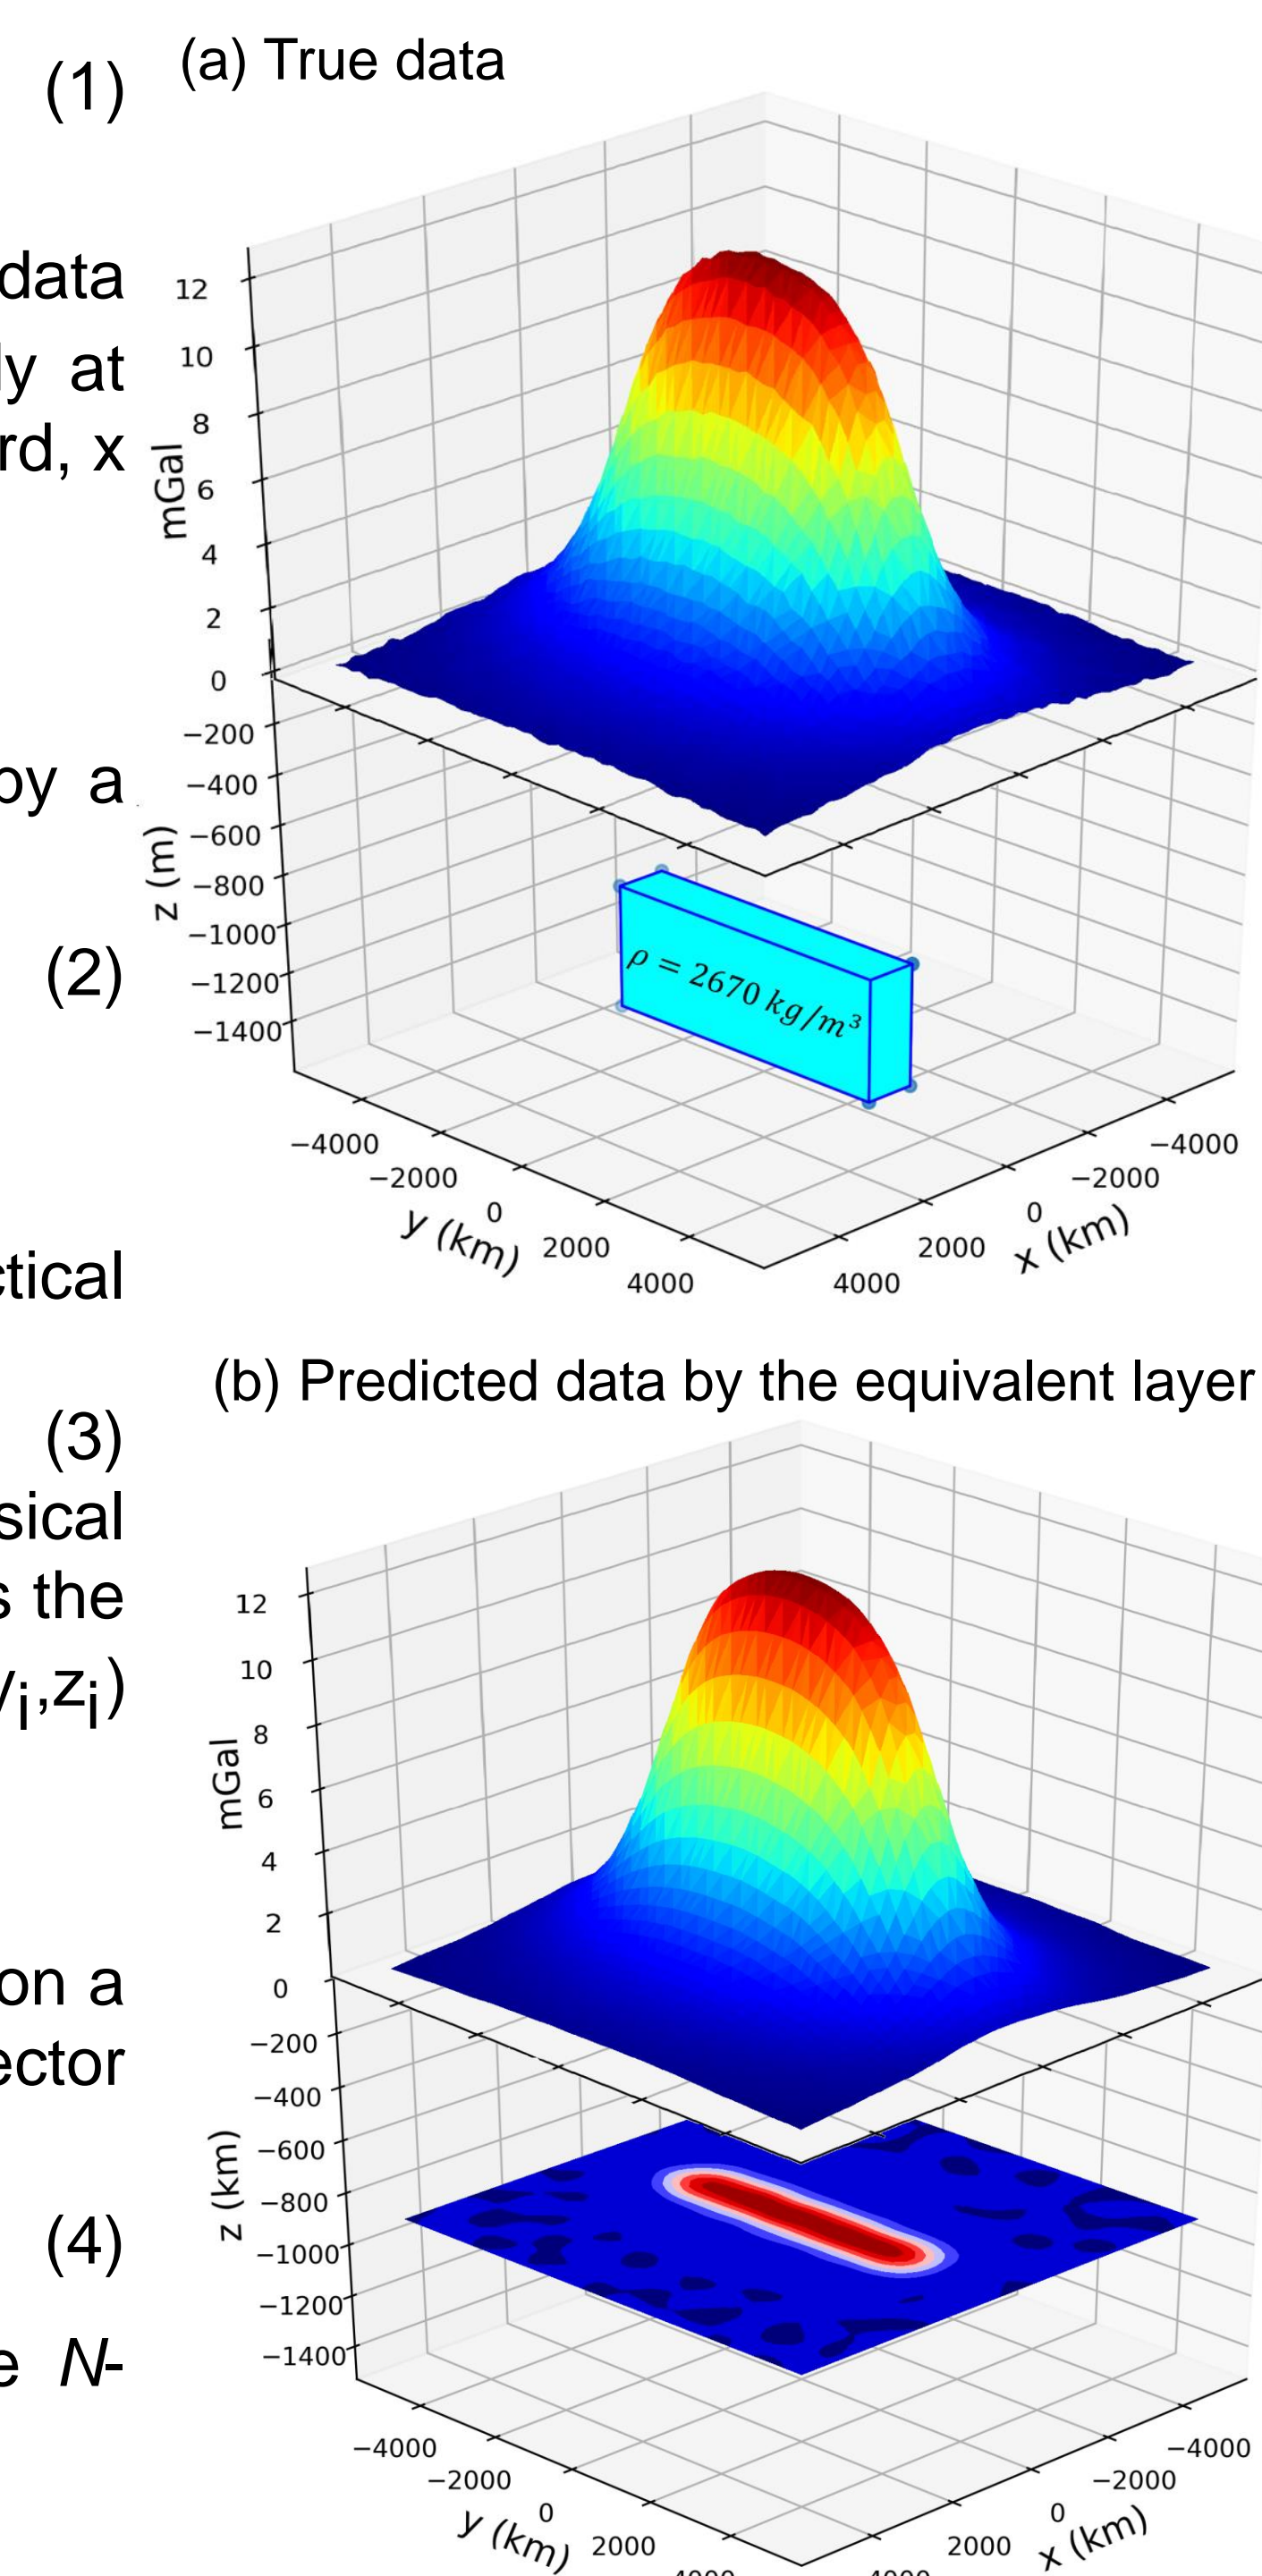 (1)
data
ly at
rd, x
by a
(2)
ctical
(3)
sical
s the
y_i,z_i)
on a
ector
(4)
e N-
(a) True data
12
10
8
6
4
2
0
mGal
−200
−400
−600
−800
−1000
−1200
−1400
z (m)
ρ = 2670 kg/m³
−4000
−2000
0
2000
4000
y (km)
4000
2000
0
−2000
−4000
x (km)
(b) Predicted data by the equivalent layer
12
10
8
6
4
2
0
mGal
−200
−400
−600
−800
−1000
−1200
−1400
z (km)
−4000
−2000
0
2000
y (km)
2000
0
−2000
−4000
x (km)